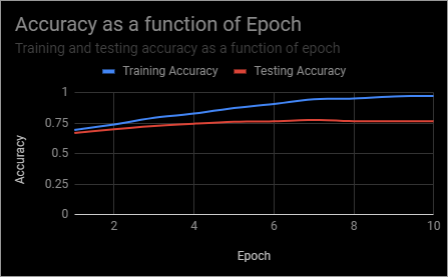 Accuracy as a function of Epoch
Training and testing accuracy as a function of epoch
Training Accuracy Testing Accuracy
1
0.75
0.5
0.25
0
Accuracy
2 4 6 8 10
Epoch